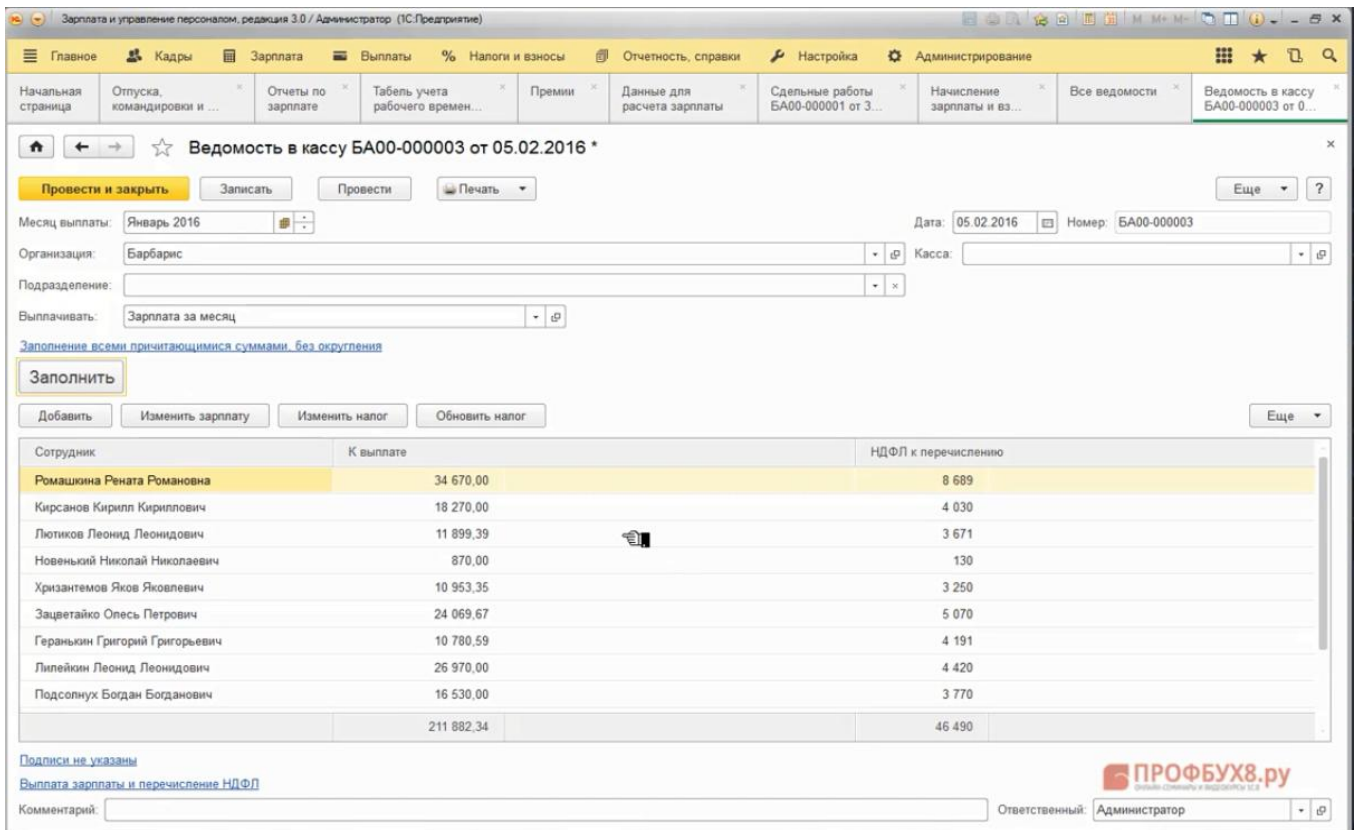 Зарплата и управление персоналом, редакция 3.0 / Администратор (1С:Предприятие) M M+ M-
Главное Кадры Зарплата Выплаты % Налоги и взносы Отчетность, справки Настройка Администрирование
Начальная страница
Отпуска, командировки и ...
Отчеты по зарплате
Табель учета рабочего времен...
Премии
Данные для расчета зарплаты
Сдельные работы БА00-000001 от 3...
Начисление зарплаты и вз...
Все ведомости
Ведомость в кассу БА00-000003 от 0...
Ведомость в кассу БА00-000003 от 05.02.2016 *
Провести и закрыть Записать Провести Печать Еще ?
Месяц выплаты: Январь 2016 Дата: 05.02.2016 Номер: БА00-000003
Организация: Барбарис Касса:
Подразделение:
Выплачивать: Зарплата за месяц
Заполнение всеми причитающимися суммами, без округления
Заполнить
Добавить Изменить зарплату Изменить налог Обновить налог Еще
Сотрудник К выплате НДФЛ к перечислению
Ромашкина Рената Романовна 34 670,00 8 689
Кирсанов Кирилл Кириллович 18 270,00 4 030
Лютиков Леонид Леонидович 11 899,39 3 671
Новенький Николай Николаевич 870,00 130
Хризантемов Яков Яковлевич 10 953,35 3 250
Зацветайко Олесь Петрович 24 069,67 5 070
Геранькин Григорий Григорьевич 10 780,59 4 191
Лилейкин Леонид Леонидович 26 970,00 4 420
Подсолнух Богдан Богданович 16 530,00 3 770
211 882,34 46 490
Подписи не указаны
Выплата зарплаты и перечисление НДФЛ
ПРОФБУХ8.ру
Комментарий: Ответственный: Администратор